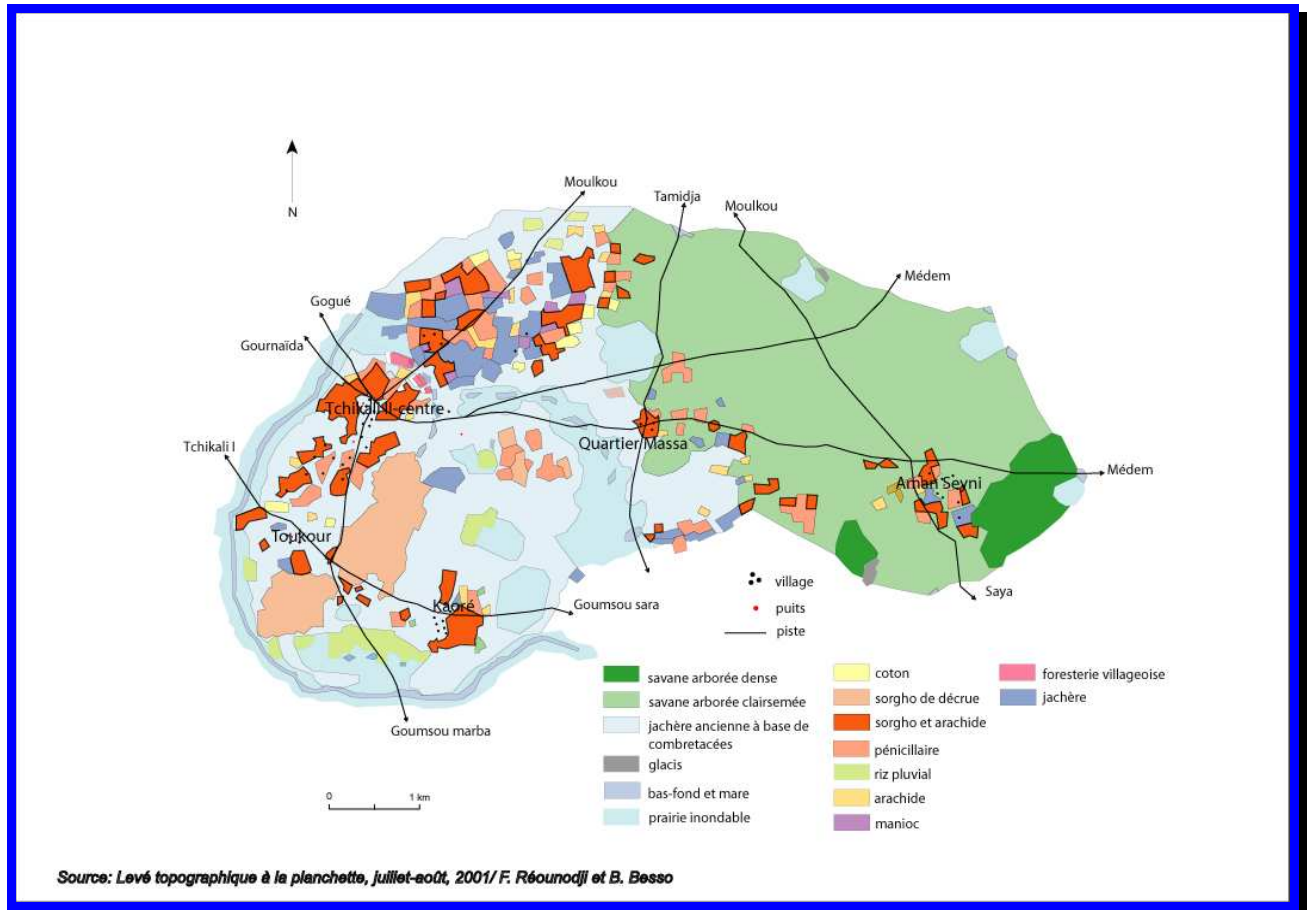 Moulkou
Tamidja
Moulkou
N
Médem
Gogué
Gournaïda
Tchikali II-centre
Quartier Massa
Tchikali I
Médem
Aman Seyni
Toukour
Saya
Kaoré
Goumsou sara
Goumsou marba
village
puits
piste
savane arborée dense
savane arborée clairsemée
jachère ancienne à base de
combretacées
glacis
bas-fond et mare
prairie inondable
coton
sorgho de décrue
sorgho et arachide
pénicillaire
riz pluvial
arachide
manioc
foresterie villageoise
jachère
0 1 km
Source: Levé topographique à la planchette, juillet-août, 2001/ F. Réounodji et B. Besso